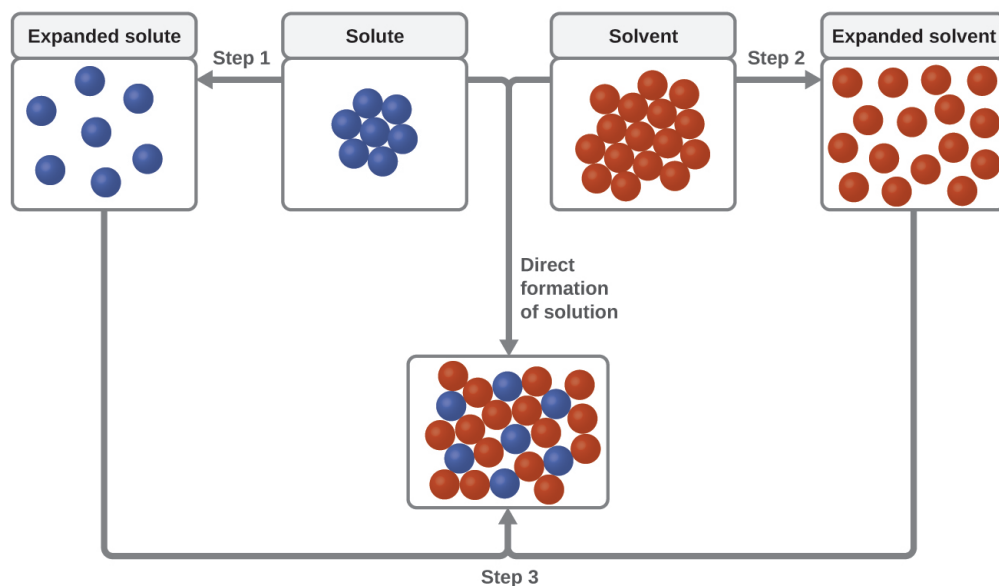 Expanded solute
Solute
Solvent
Expanded solvent
Step 1
Step 2
Direct
formation
of solution
Step 3